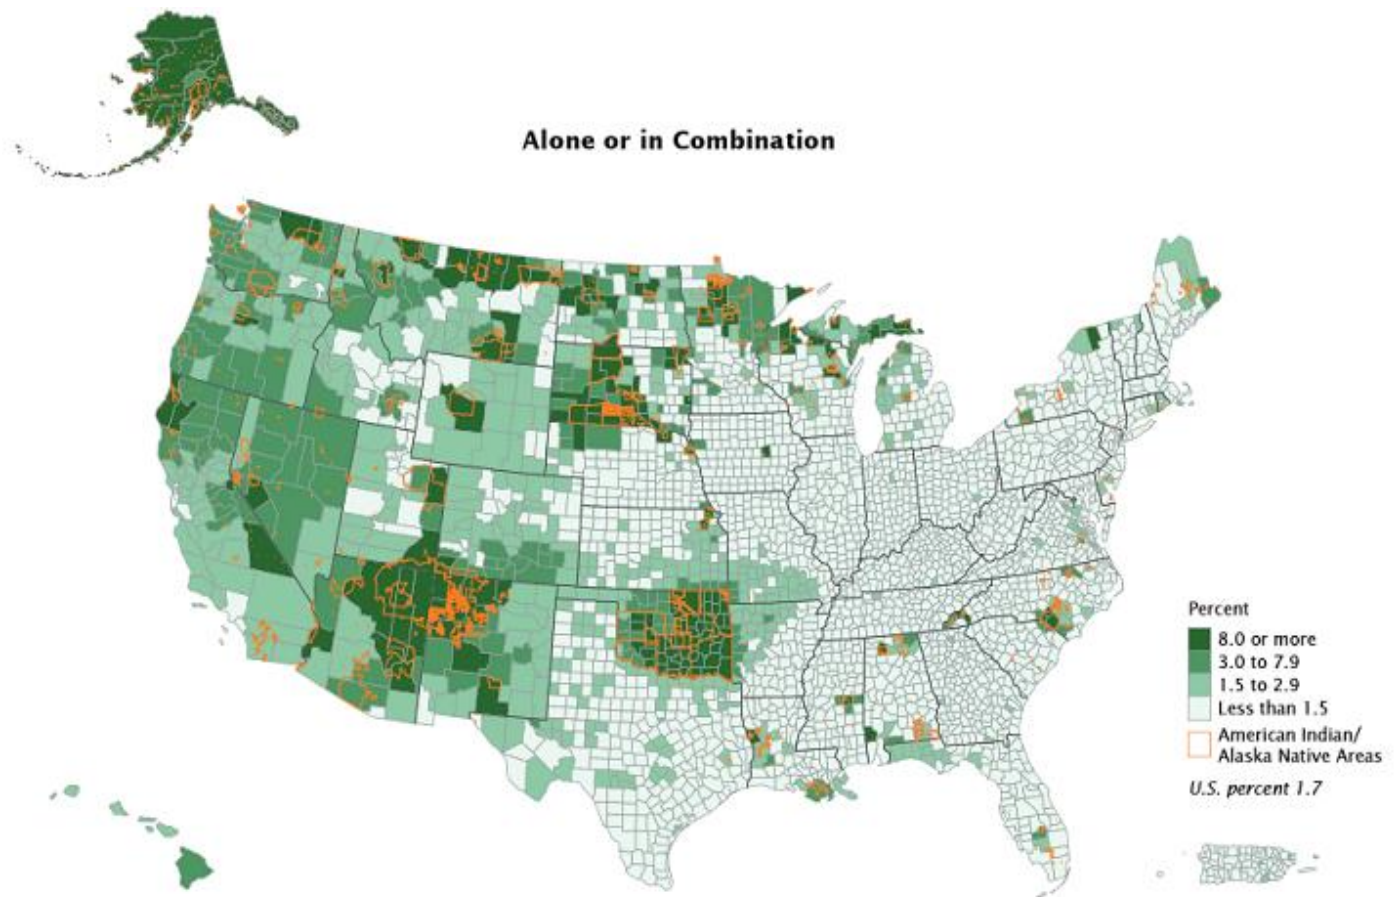 Alone or in Combination
Percent
8.0 or more
3.0 to 7.9
1.5 to 2.9
Less than 1.5
American Indian/
Alaska Native Areas
U.S. percent 1.7